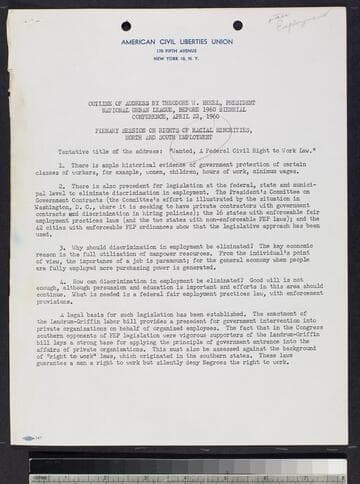 Employment
AMERICAN CIVIL LIBERTIES UNION
170 FIFTH AVENUE
NEW YORK 10, N. Y.
OUTLINE OF ADDRESS BY THEODORE W. KHEEL, PRESIDENT
NATIONAL URBAN LEAGUE, BEFORE 1960 BIENNIAL
CONFERENCE, APRIL 22, 1960
PLENARY SESSION ON RIGHTS OF RACIAL MINORITIES,
NORTH AND SOUTH EMPLOYMENT
Tentative title of the address: "Wanted, A Federal Civil Right to Work Law."
1. There is ample historical evidence of government protection of certain
classes of workers, for example, women, children, hours of work, minimum wages.
2. There is also precedent for legislation at the federal, state and munici-
pal level to eliminate discrimination in employment. The President's Committee on
Government Contracts (the Committee's effort is illustrated by the situation in
Washington, D. C., where it is seeking to have private contractors with government
contracts end discrimination in hiring policies); the 16 states with enforceable fair
employment practices laws (and the two states with non-enforceable FEP laws); and the
42 cities with enforceable FEP ordinances show that the legislative approach has been
used.
3. Why should discrimination in employment be eliminated? The key economic
reason is the full utilization of manpower resources. From the individual's point
of view, the importance of a job is paramount; for the general economy when people
are fully employed more purchasing power is generated.
4. How can discrimination in employment be eliminated? Good will is not
enough, although persuasion and education is important and efforts in this area should
continue. What is needed is a federal fair employment practices law, with enforcement
provisions.
A legal basis for such legislation has been established. The enactment of
the Landrum-Griffin labor bill provides a precedent for government intervention into
private organizations on behalf of organized employees. The fact that in the Congress
southern opponents of FEP legislation were vigorous supporters of the Landrum-Griffin
bill lays a strong base for applying the principle of government entrance into the
affairs of private organizations. This must also be assessed against the background
of "right to work" laws, which originated in the southern states. These laws
guarantee a man a right to work but silently deny Negroes the right to work.